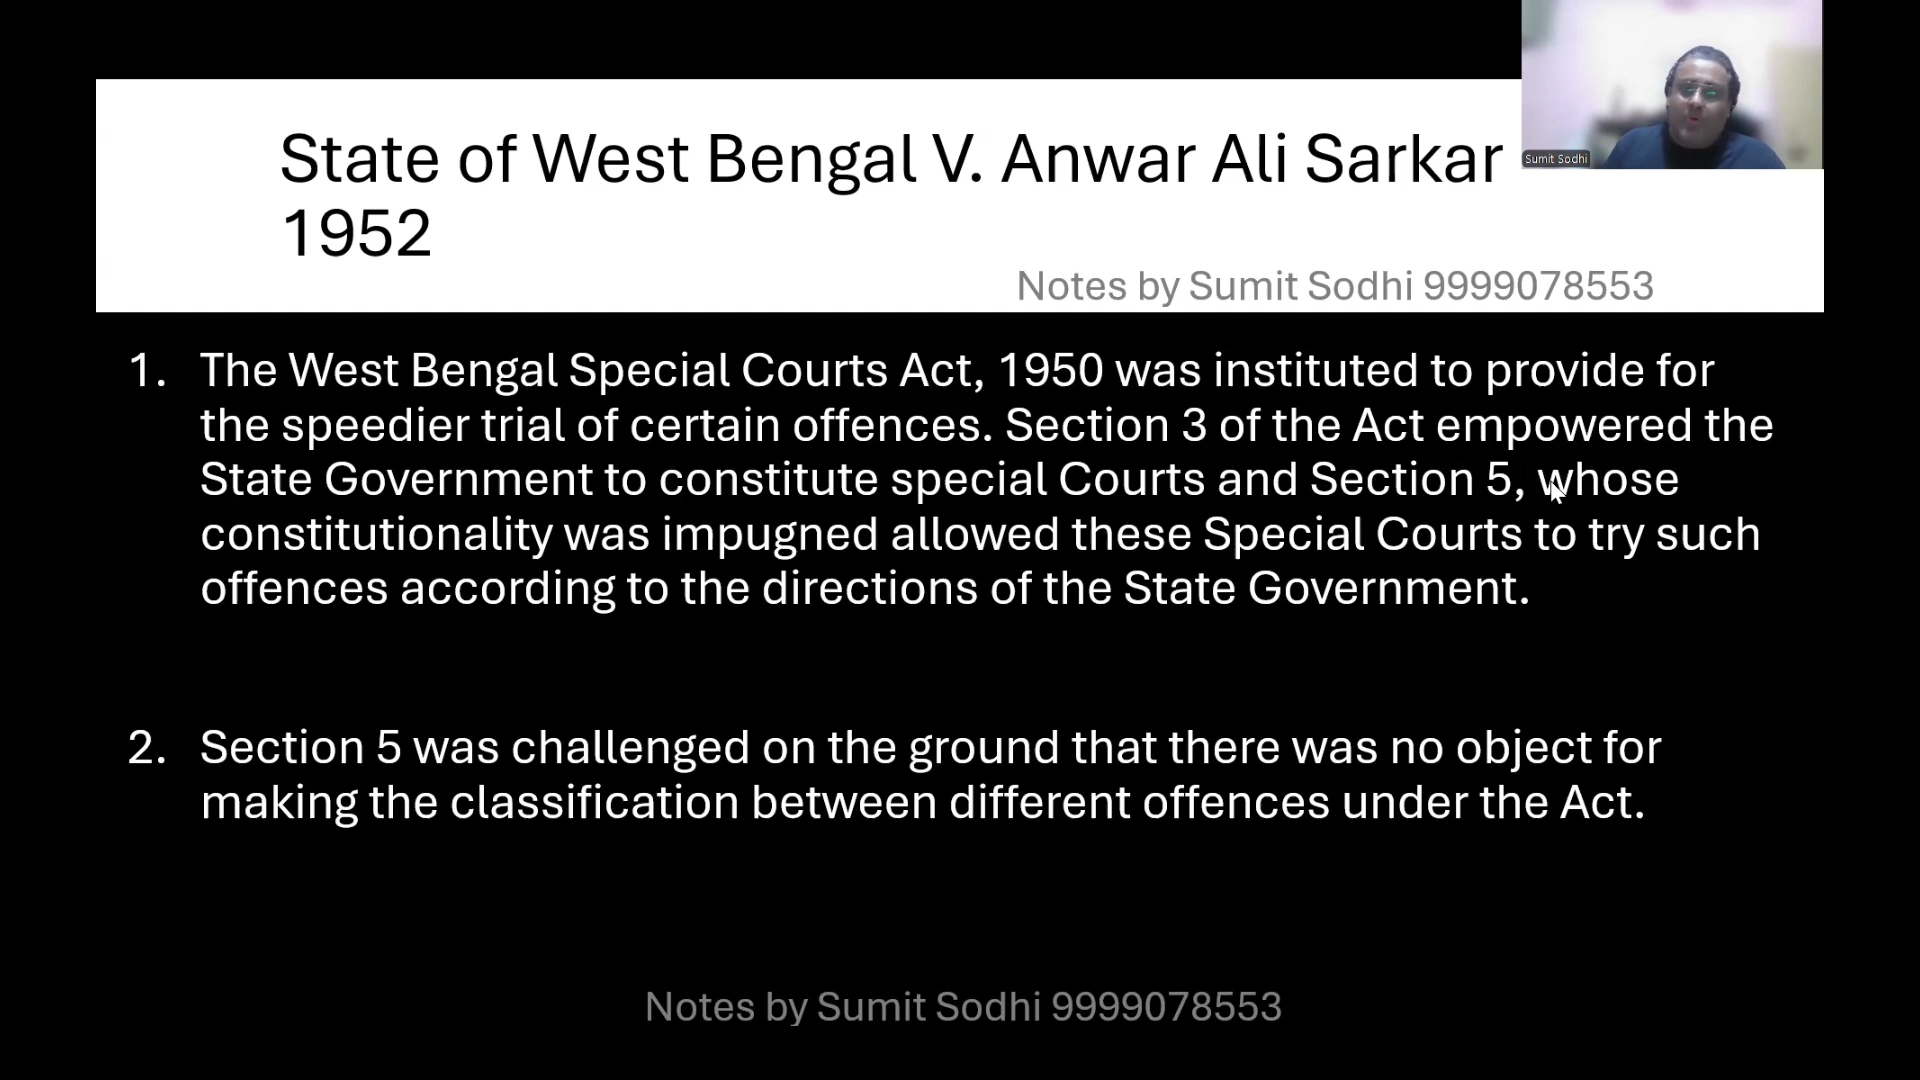 State of West Bengal V. Anwar Ali Sarkar
1952
Sumit Sodhi
Notes by Sumit Sodhi 9999078553
1. The West Bengal Special Courts Act, 1950 was instituted to provide for
the speedier trial of certain offences. Section 3 of the Act empowered the
State Government to constitute special Courts and Section 5, whose
constitutionality was impugned allowed these Special Courts to try such
offences according to the directions of the State Government.
2. Section 5 was challenged on the ground that there was no object for
making the classification between different offences under the Act.
Notes by Sumit Sodhi 9999078553